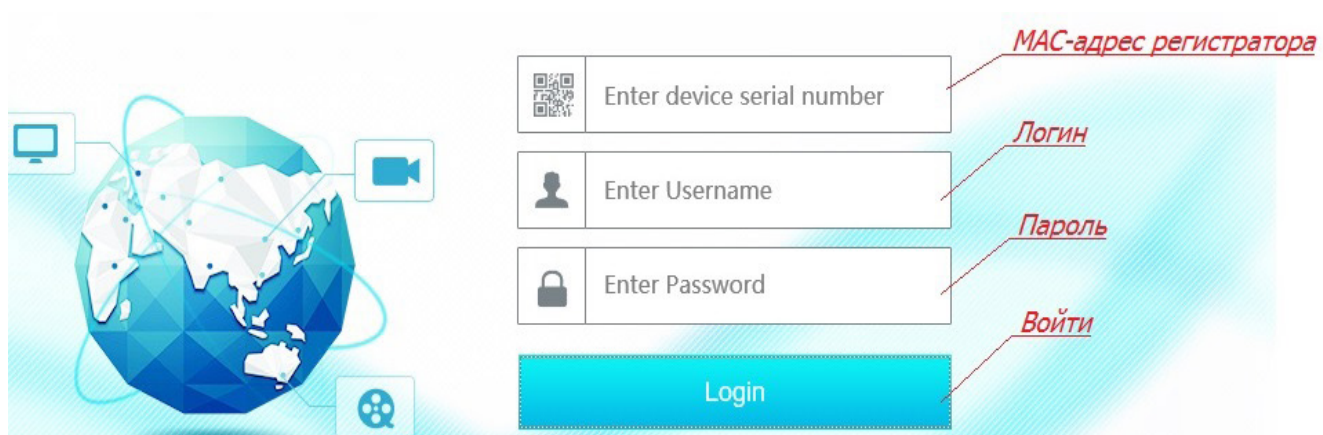 MAC-адрес регистратора
Enter device serial number
Логин
Enter Username
Пароль
Enter Password
Войти
Login